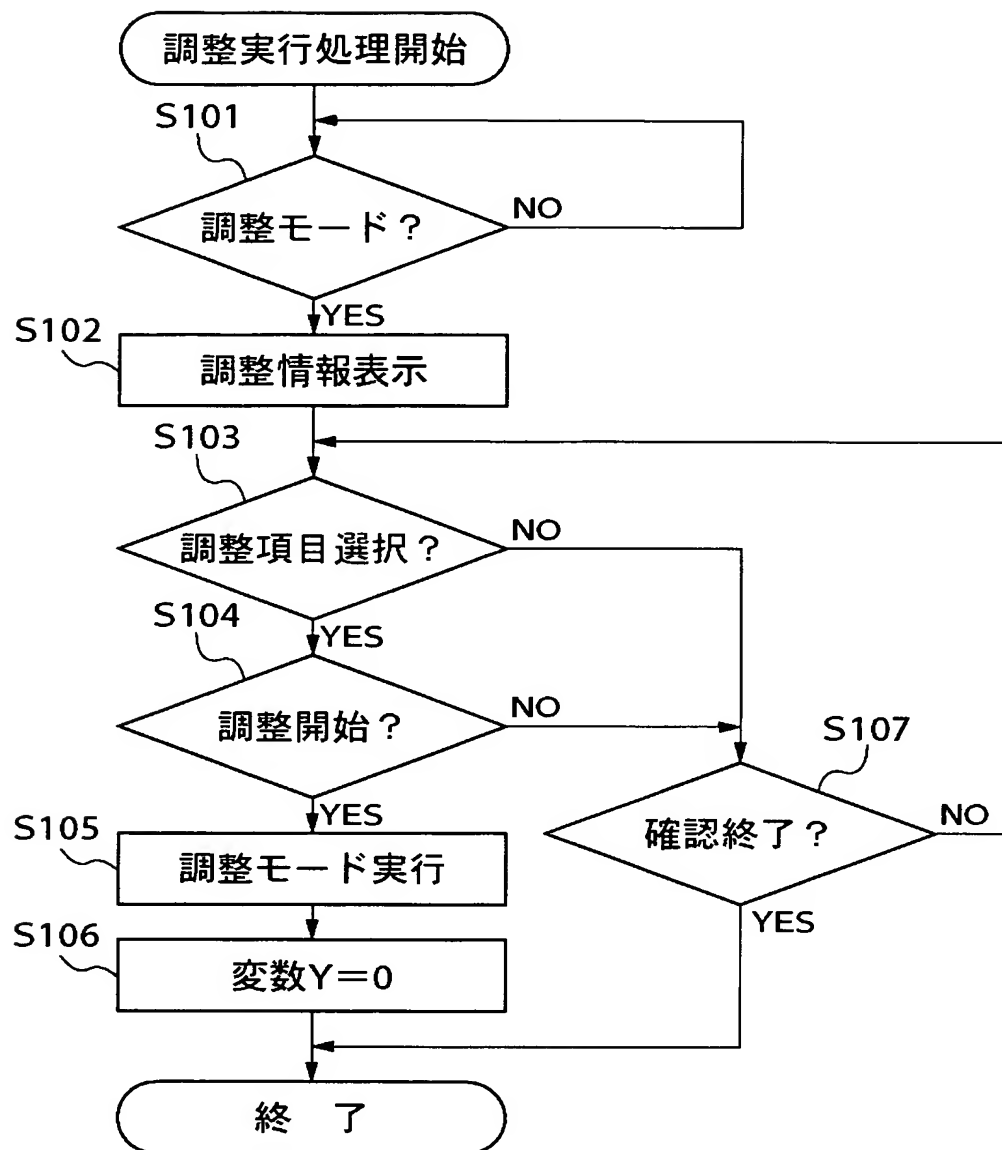 調整実行処理開始
S101
調整モード?
NO
YES
S102
調整情報表示
S103
調整項目選択?
NO
YES
S104
調整開始?
NO
YES
S107
確認終了?
NO
YES
S105
調整モード実行
S106
変数Y=0
終 了